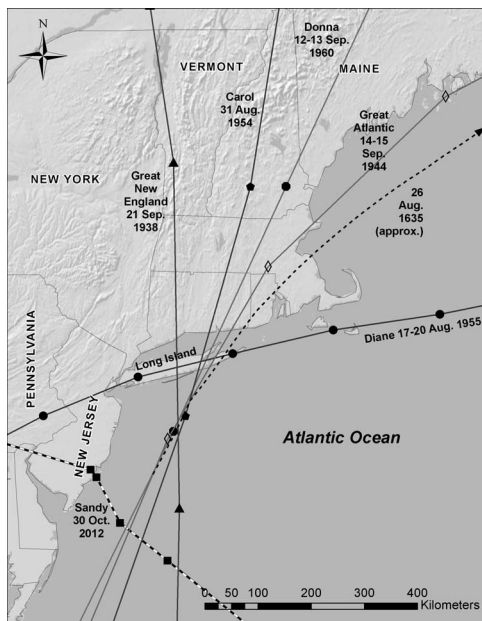 N
Donna
12-13 Sep.
1960
VERMONT
MAINE
Carol
31 Aug.
1954
Great
Atlantic
14-15
Sep.
1944
NEW YORK
Great
New
England
21 Sep.
1938
26
Aug.
1635
(approx.)
PENNSYLVANIA
Long Island
Diane 17-20 Aug. 1955
NEW JERSEY
Atlantic Ocean
Sandy
30 Oct.
2012
0 50 100 200 300 400
Kilometers